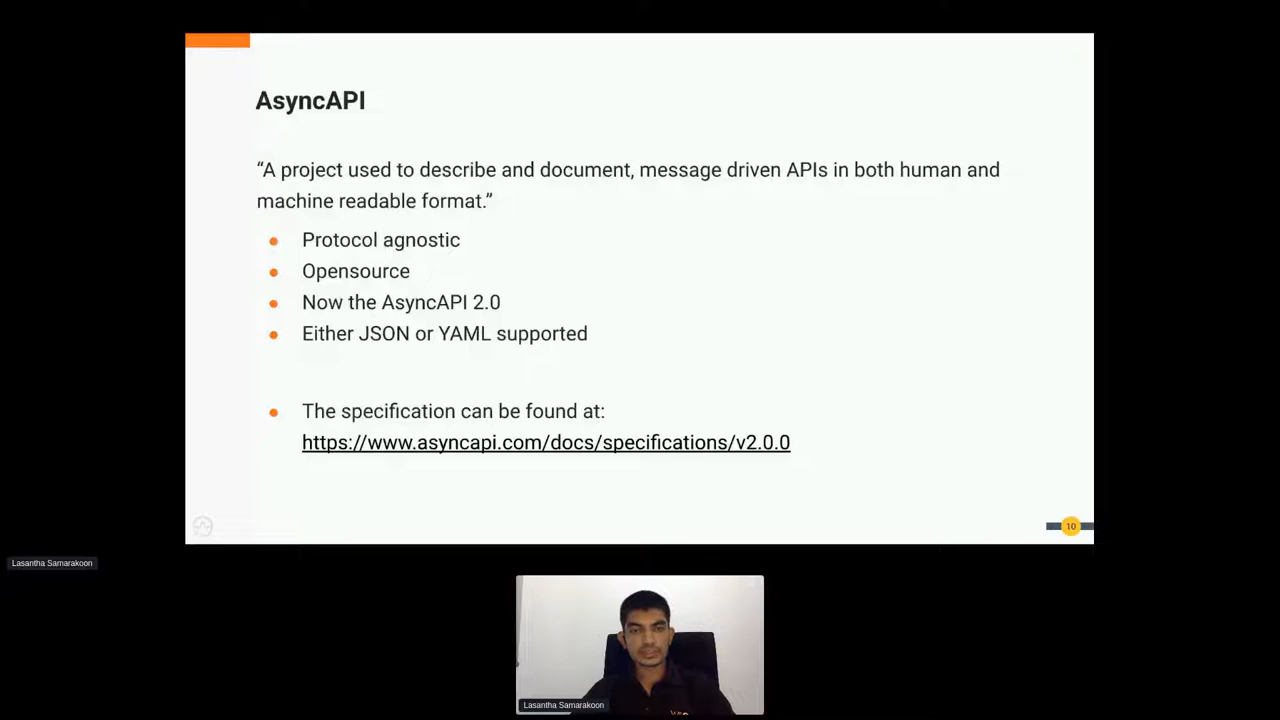 AsyncAPI
“A project used to describe and document, message driven APIs in both human and
machine readable format.”
Protocol agnostic
Opensource
Now the AsyncAPI 2.0
Either JSON or YAML supported
The specification can be found at:
https://www.asyncapi.com/docs/specifications/v2.0.0
10
Lasantha Samarakoon
Lasantha Samarakoon